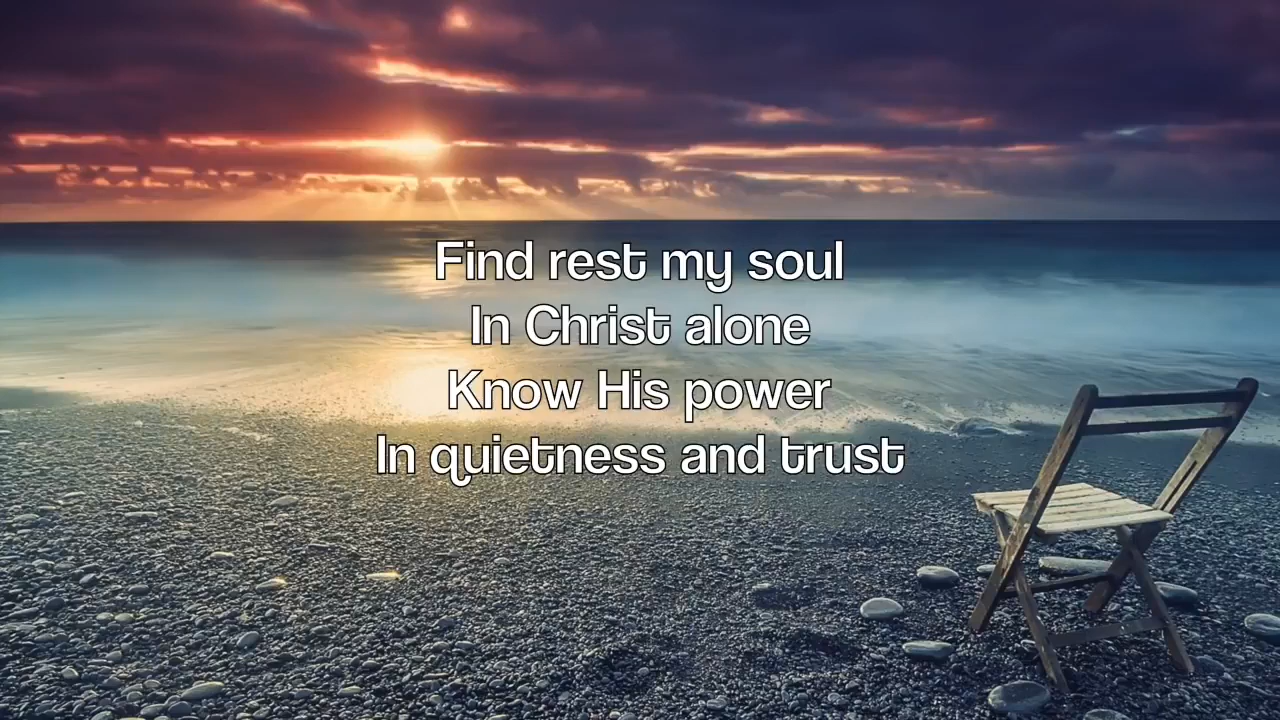 Find rest my soul
In Christ alone
Know His power
In quietness and trust